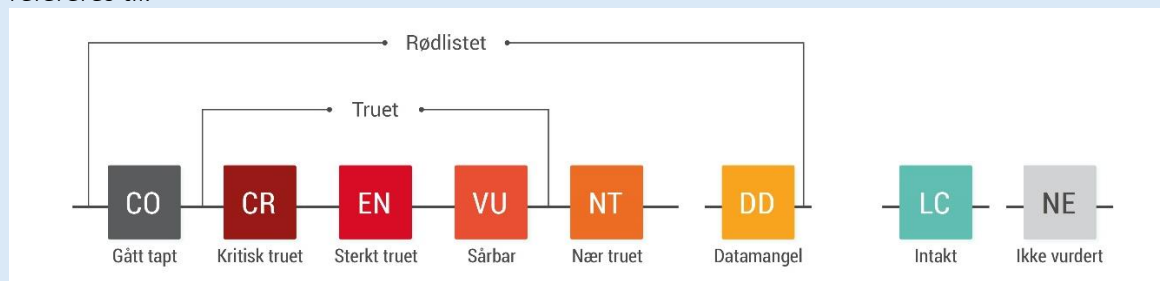 Rødlistet
Truet
CO CR EN VU NT DD LC NE
Gått tapt Kritisk truet Sterkt truet Sårbar Nær truet Datamangel Intakt Ikke vurdert